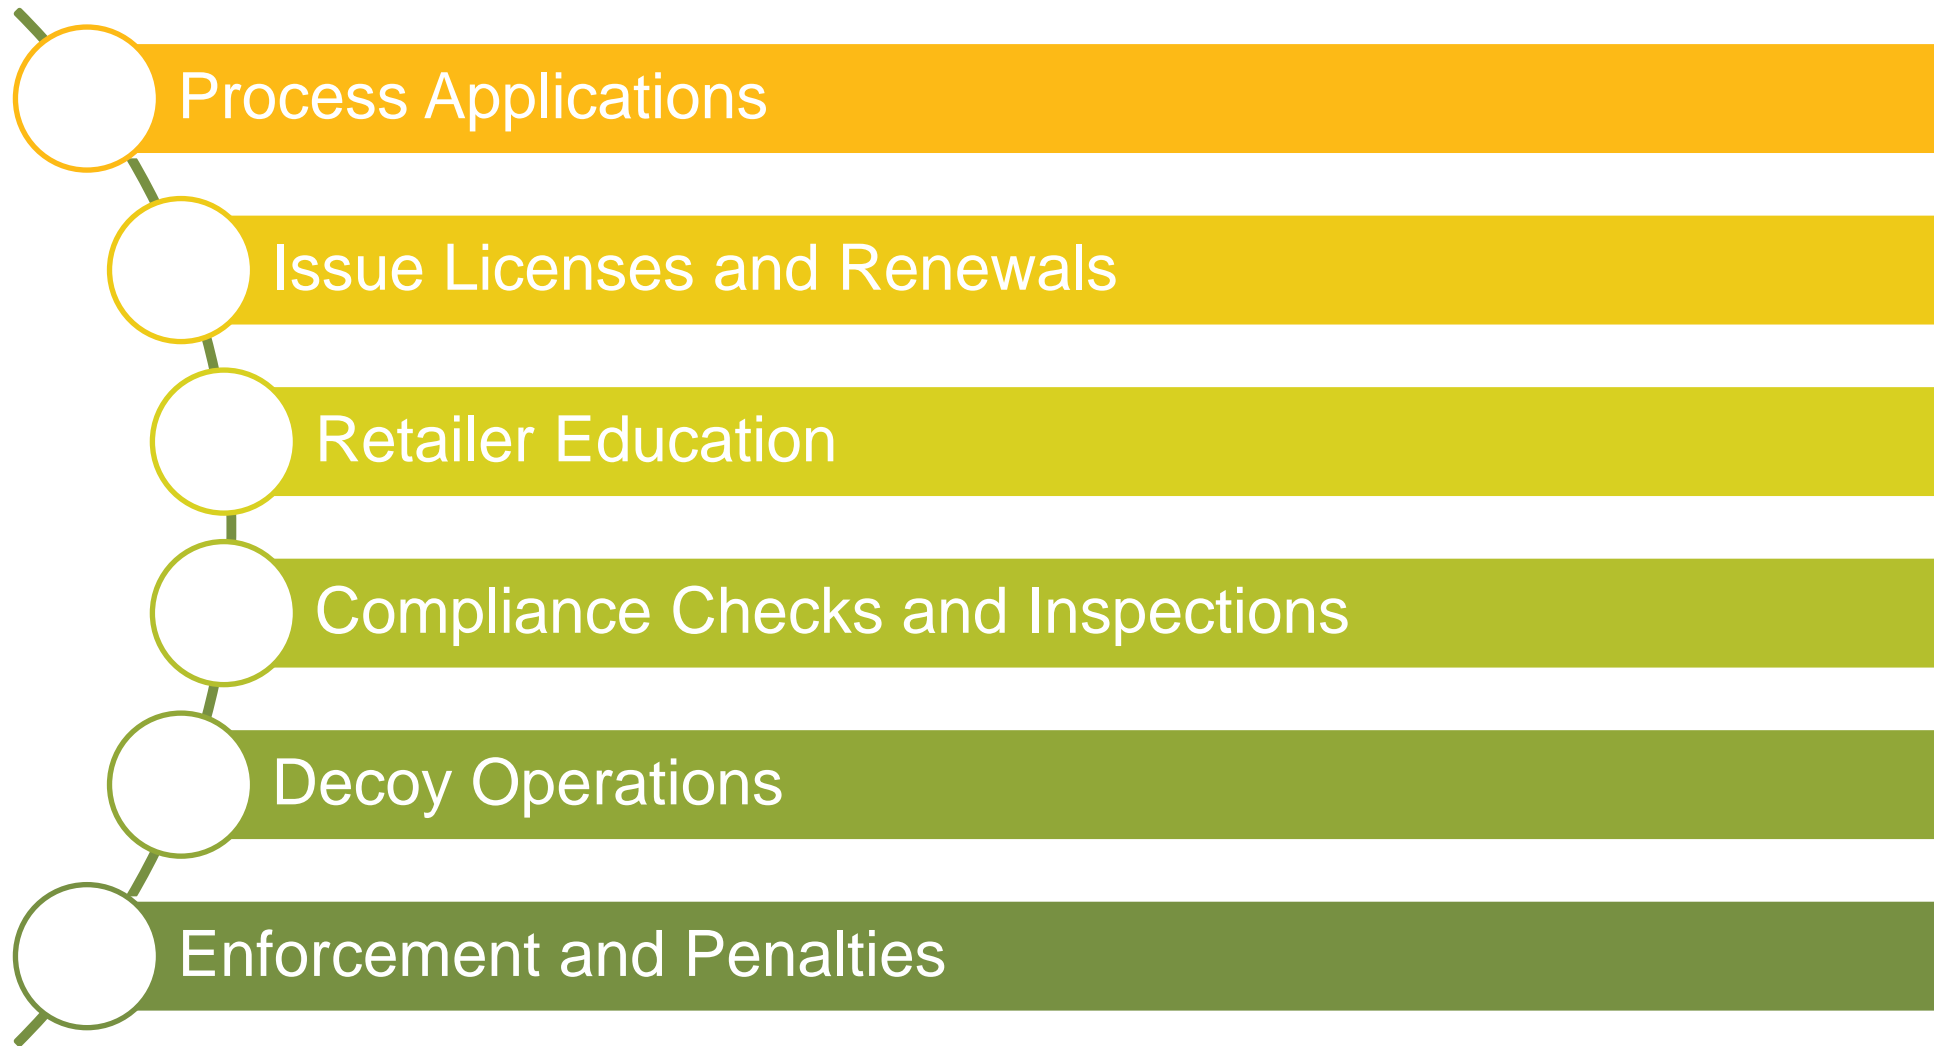 Process Applications
Issue Licenses and Renewals
Retailer Education
Compliance Checks and Inspections
Decoy Operations
Enforcement and Penalties